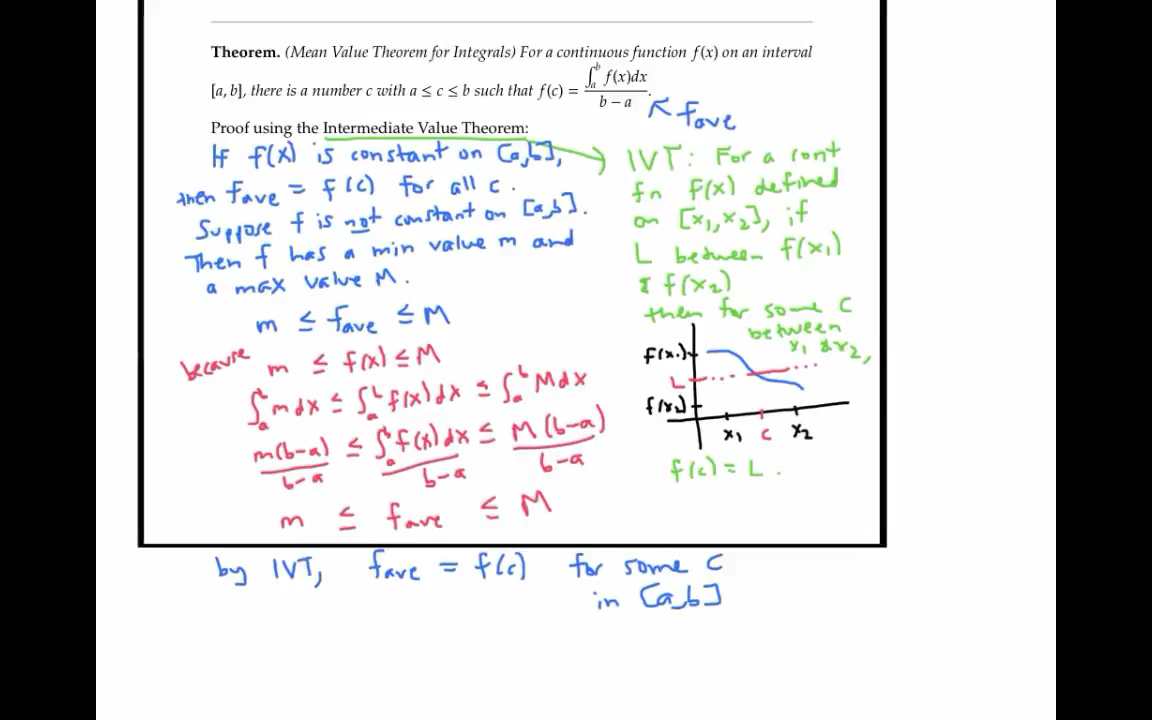 Theorem. (Mean Value Theorem for Integrals) For a continuous function f(x) on an interval
[a, b], there is a number c with a ≤ c ≤ b such that f(c) = ∫_a^b f(x)dx / (b − a).
↖ fave
Proof using the Intermediate Value Theorem:
If f(x) is constant on [a,b],
then fave = f(c) for all c.
Suppose f is not constant on [a,b].
Then f has a min value m and
a max value M.
m ≤ fave ≤ M
because m ≤ f(x) ≤ M
∫_a^b m dx ≤ ∫_a^b f(x) dx ≤ ∫_a^b M dx
m(b-a) / b-a ≤ ∫_a^b f(x) dx / b-a ≤ M(b-a) / b-a
m ≤ fave ≤ M
IVT: For a cont
fn f(x) defined
on [x1,x2], if
L between f(x1)
& f(x2)
then for some c
between
x1 & x2,
f(x1)
L
f(x2)
x1 c x2
f(c) = L.
by IVT, fave = f(c) for some c
in [a,b]